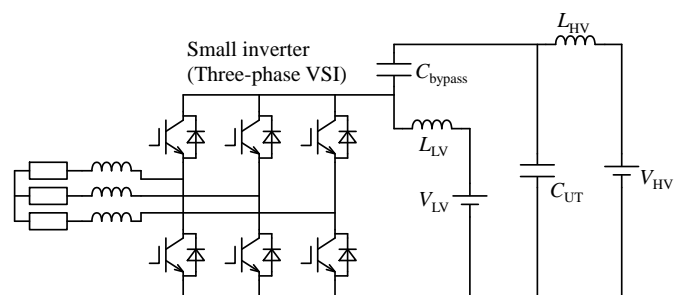 Small inverter
(Three-phase VSI)
C_bypass
L_HV
L_LV
V_LV
C_UT
V_HV